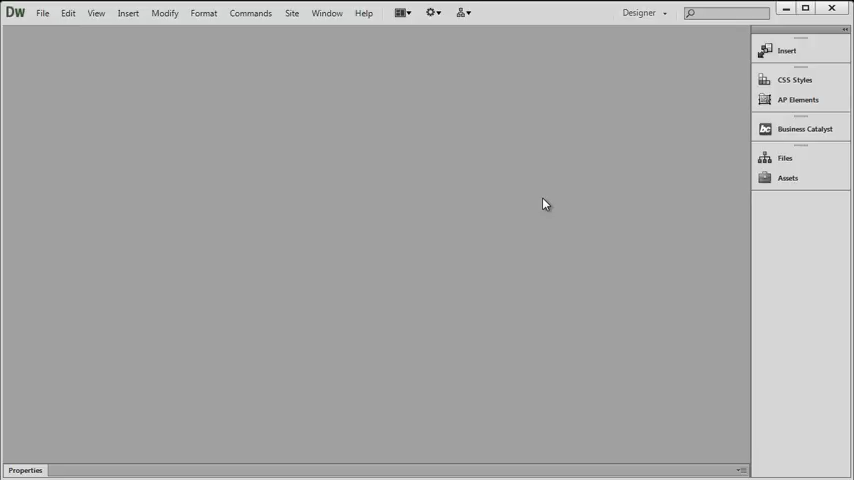 Dw File Edit View Insert Modify Format Commands Site Window Help Designer
Insert
CSS Styles
AP Elements
bc Business Catalyst
Files
Assets
Properties